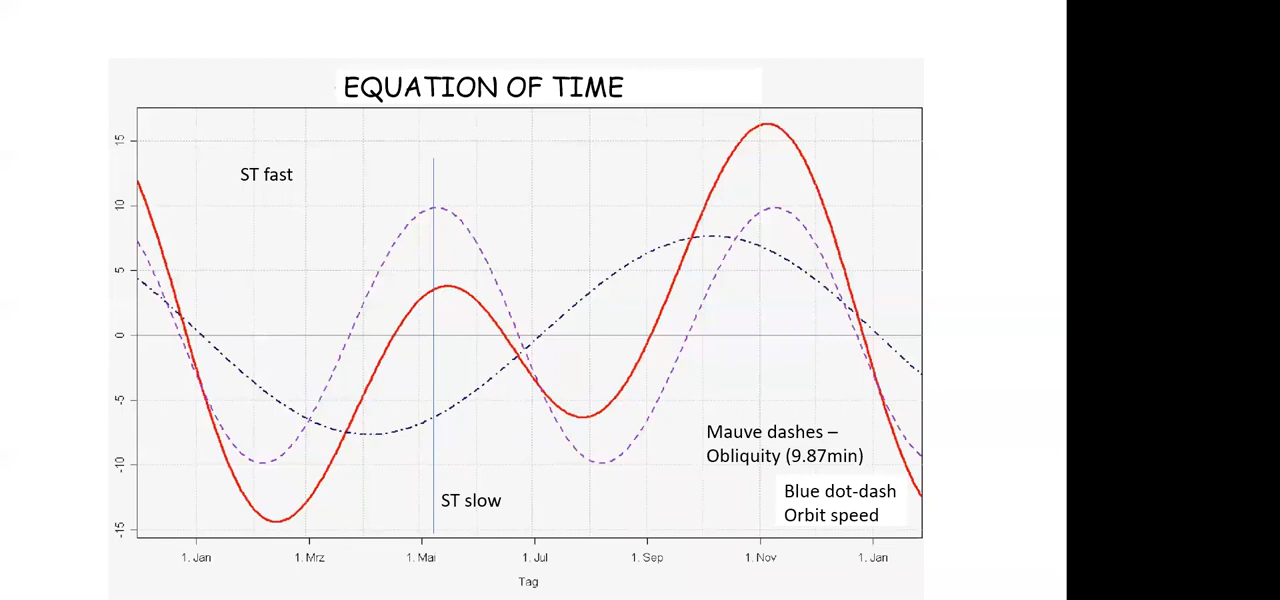 EQUATION OF TIME
15
10
5
0
-5
-10
-15
ST fast
ST slow
Mauve dashes –
Obliquity (9.87min)
Blue dot-dash
Orbit speed
1. Jan
1. Mrz
1. Mai
1. Jul
1. Sep
1. Nov
1. Jan
Tag